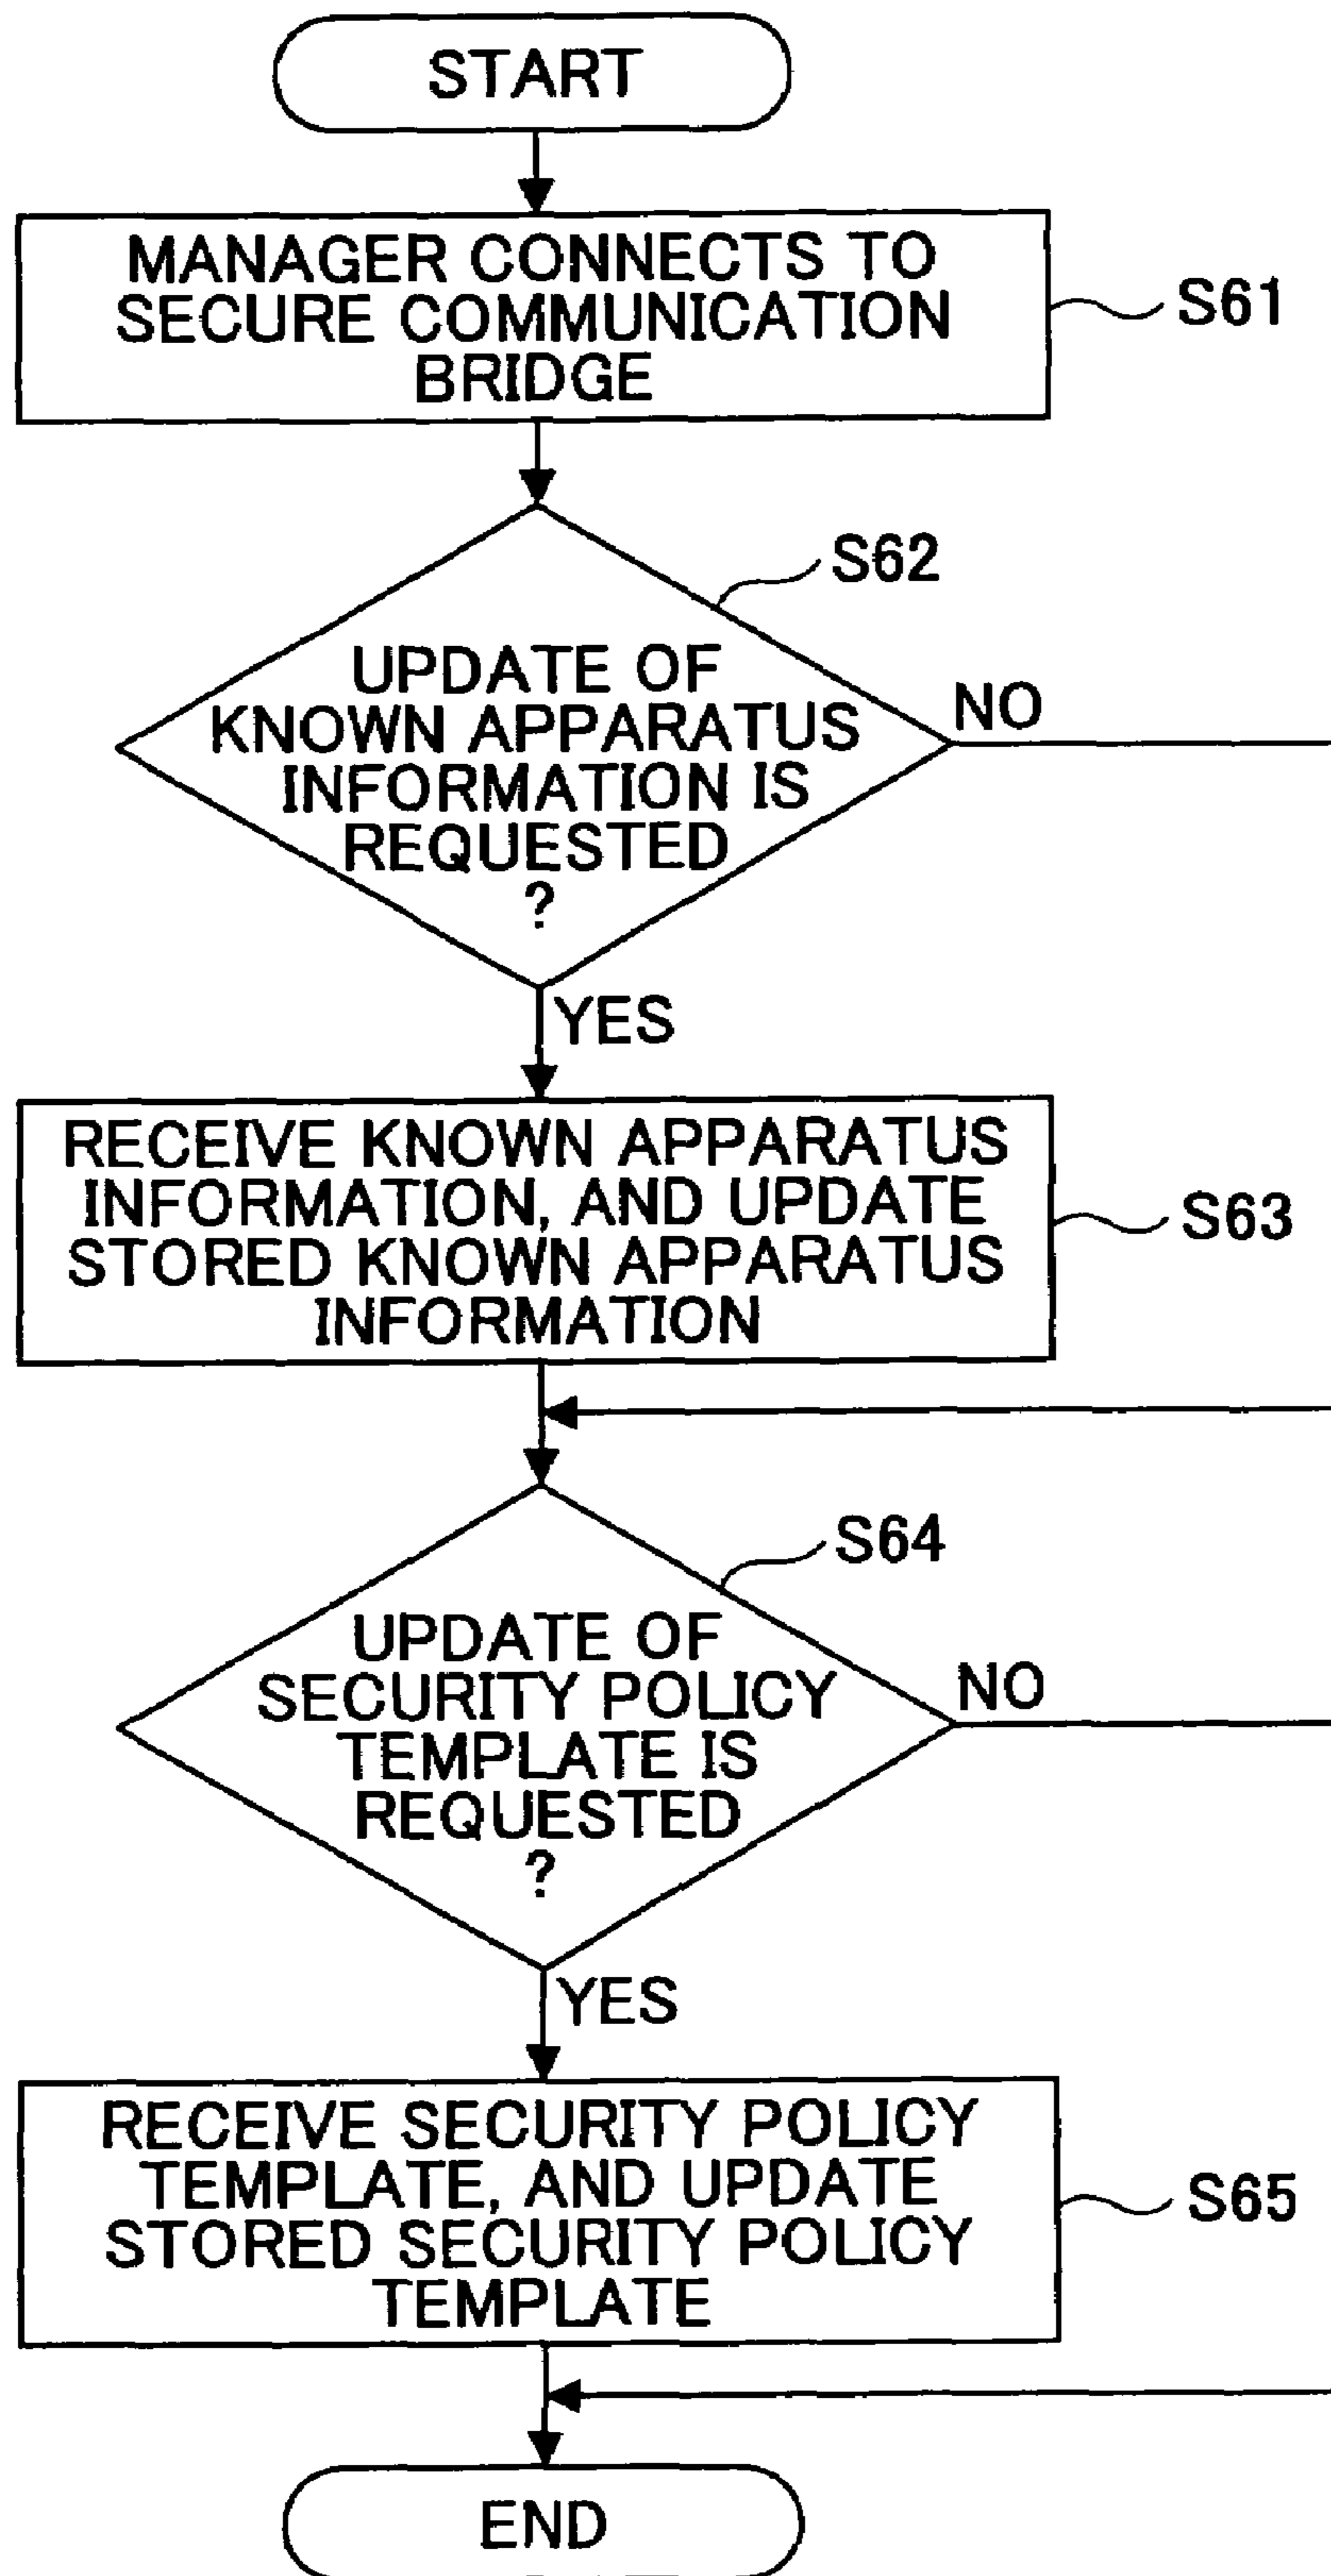 START
MANAGER CONNECTS TO
SECURE COMMUNICATION
BRIDGE
S61
S62
UPDATE OF
KNOWN APPARATUS
INFORMATION IS
REQUESTED
?
NO
YES
RECEIVE KNOWN APPARATUS
INFORMATION, AND UPDATE
STORED KNOWN APPARATUS
INFORMATION
S63
S64
UPDATE OF
SECURITY POLICY
TEMPLATE IS
REQUESTED
?
NO
YES
RECEIVE SECURITY POLICY
TEMPLATE, AND UPDATE
STORED SECURITY POLICY
TEMPLATE
S65
END